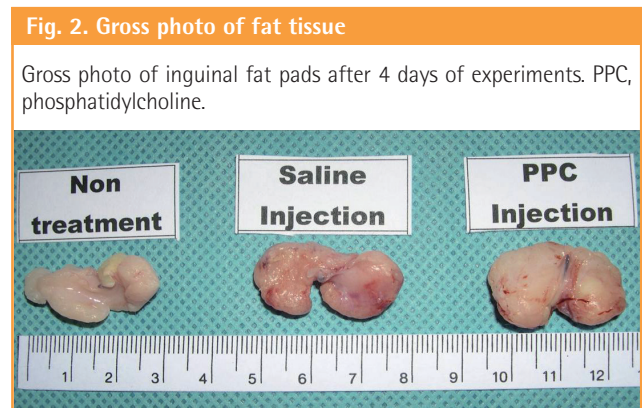 Fig. 2. Gross photo of fat tissue
Gross photo of inguinal fat pads after 4 days of experiments. PPC,
phosphatidylcholine.
Non
treatment
Saline
Injection
PPC
Injection
1 2 3 4 5 6 7 8 9 10 11 12